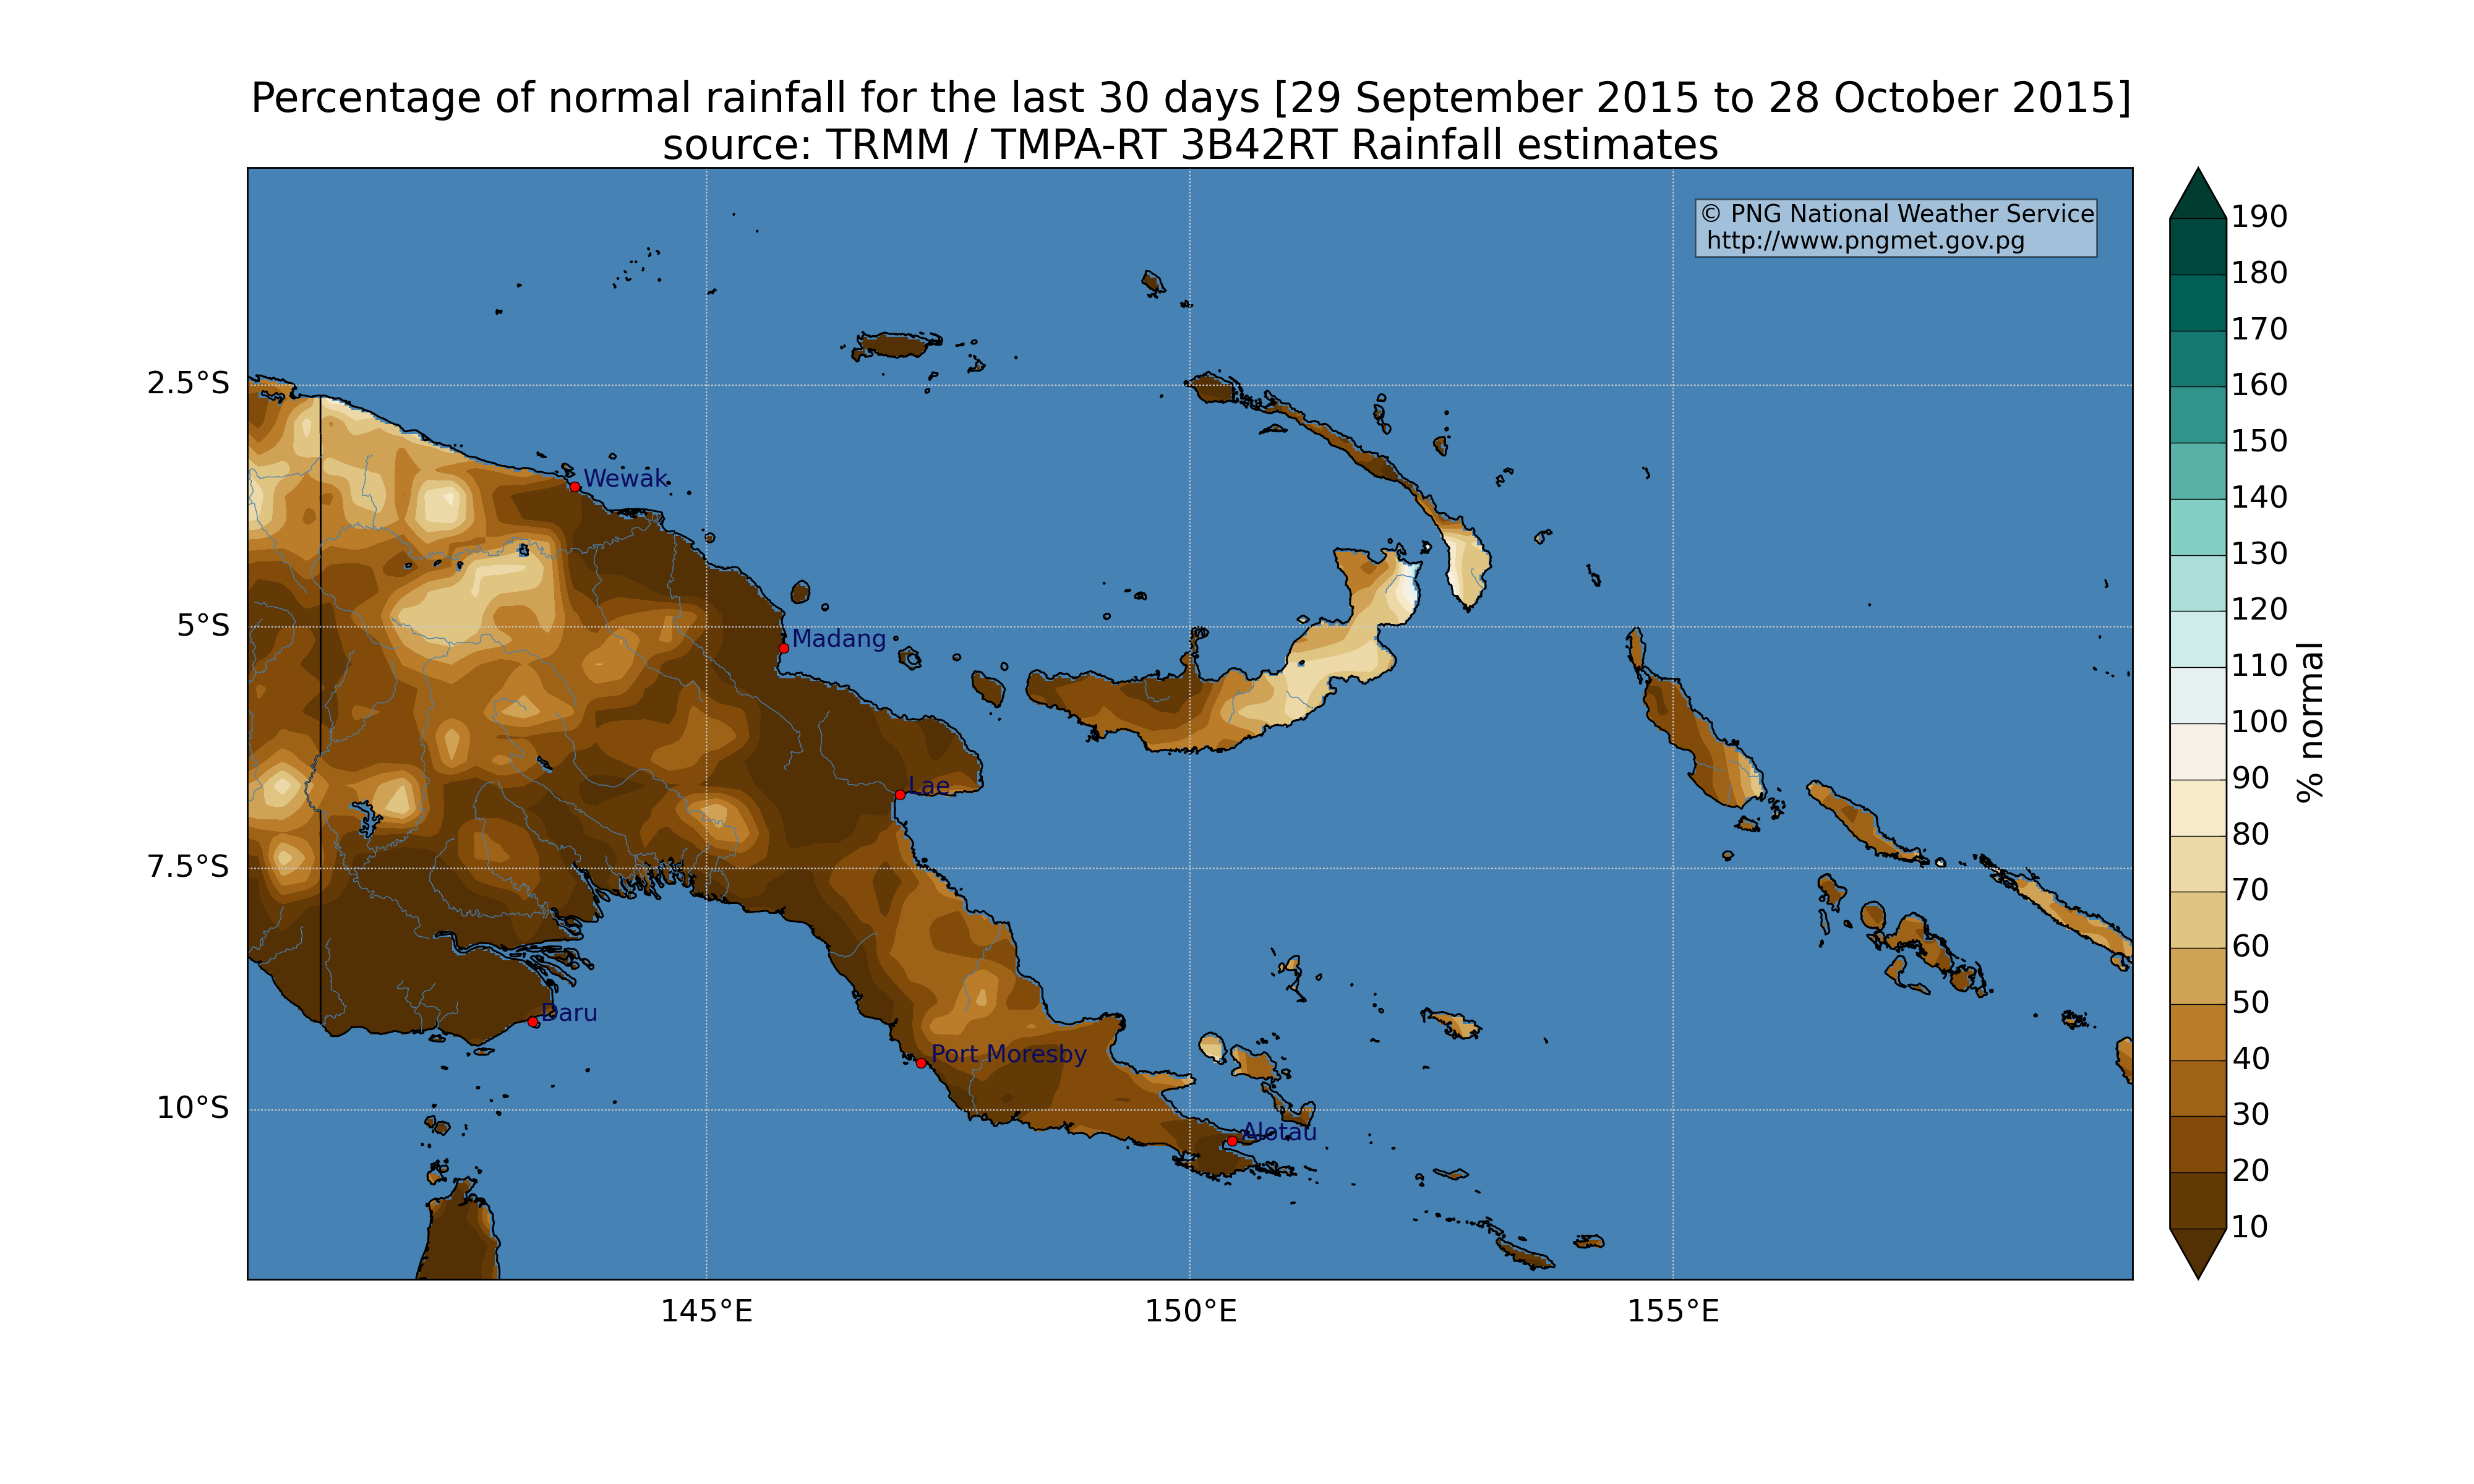 Percentage of normal rainfall for the last 30 days [29 September 2015 to 28 October 2015]
source: TRMM / TMPA-RT 3B42RT Rainfall estimates
© PNG National Weather Service
http://www.pngmet.gov.pg
2.5°S
5°S
7.5°S
10°S
Wewak
Madang
Lae
Daru
Port Moresby
Alotau
145°E
150°E
155°E
190
180
170
160
150
140
130
120
110
100
90
80
70
60
50
40
30
20
10
% normal